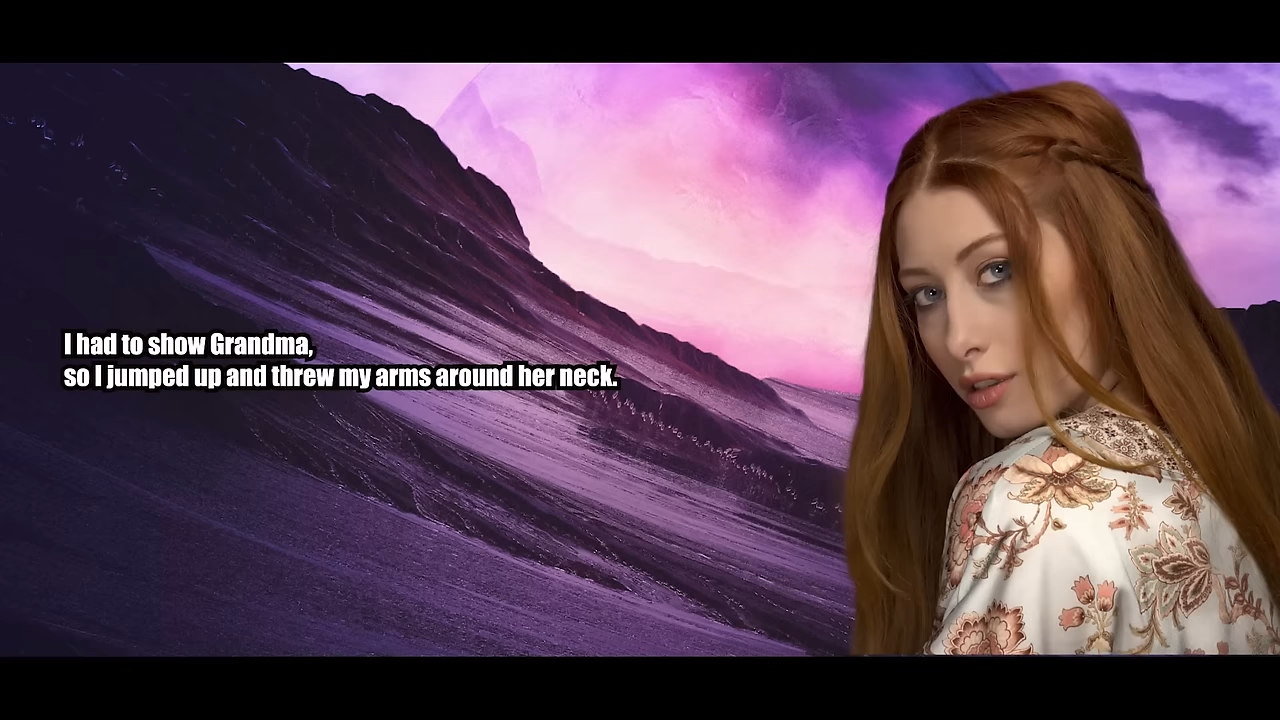 I had to show Grandma,
so I jumped up and threw my arms around her neck.